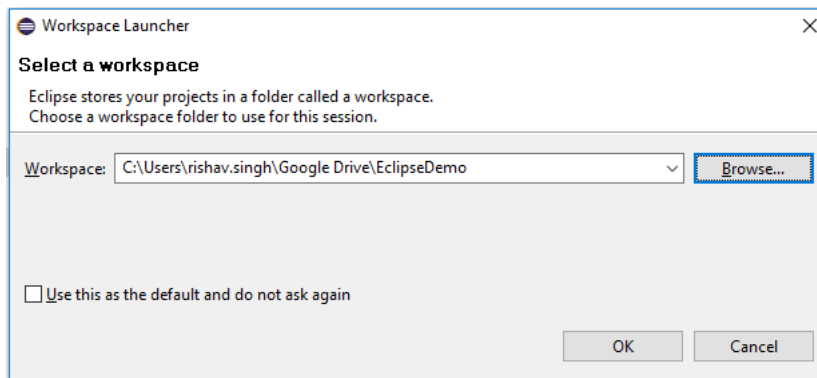 Workspace Launcher
Select a workspace
Eclipse stores your projects in a folder called a workspace.
Choose a workspace folder to use for this session.
Workspace: C:\Users\rishav.singh\Google Drive\EclipseDemo Browse...
Use this as the default and do not ask again
OK Cancel